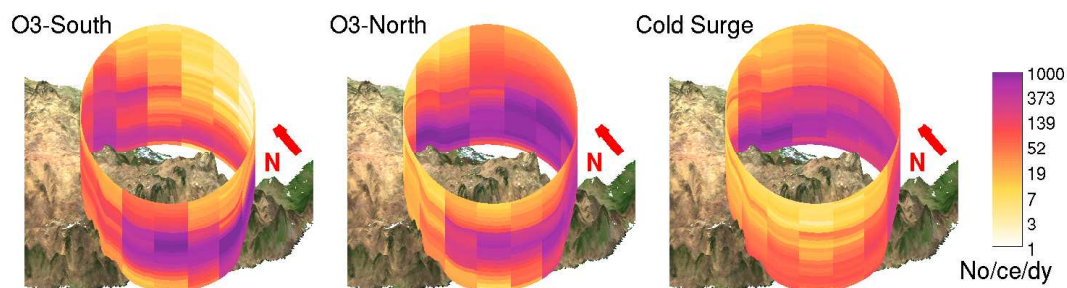 O3-South
O3-North
Cold Surge
N
N
N
1000
373
139
52
19
7
3
1
No/ce/dy